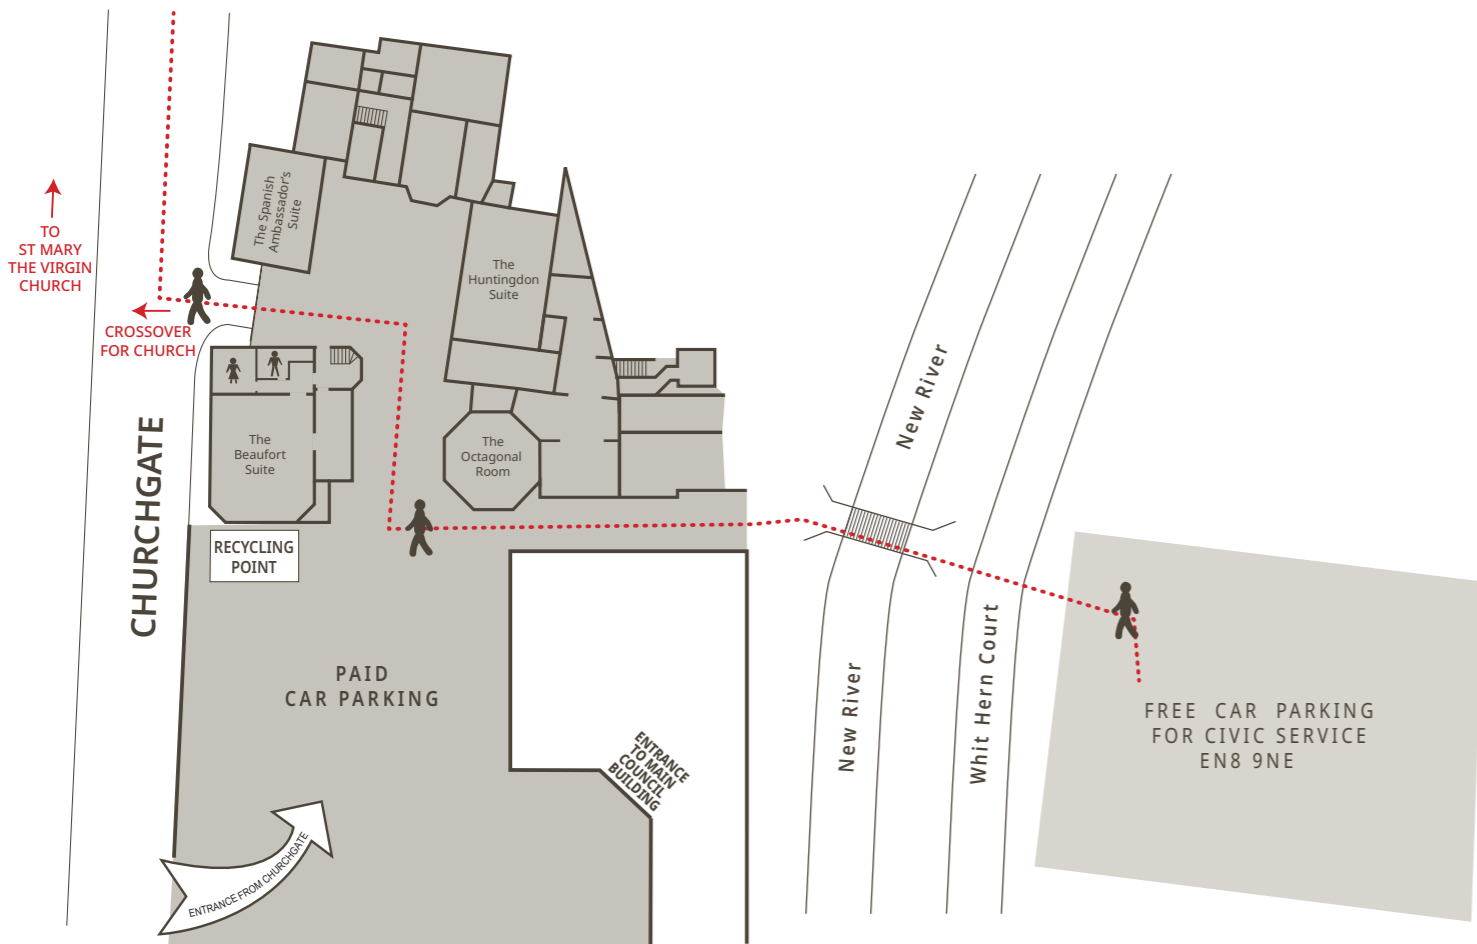 The Spanish
Ambassador's
Suite
TO
ST MARY
THE VIRGIN
CHURCH
The
Huntingdon
Suite
CROSSOVER
FOR CHURCH
New River
CHURCHGATE
The
Beaufort
Suite
The
Octagonal
Room
RECYCLING
POINT
PAID
CAR PARKING
ENTRANCE
TO MAIN
COUNCIL
BUILDING
New River
Whit Hern Court
FREE CAR PARKING
FOR CIVIC SERVICE
EN8 9NE
ENTRANCE FROM CHURCHGATE